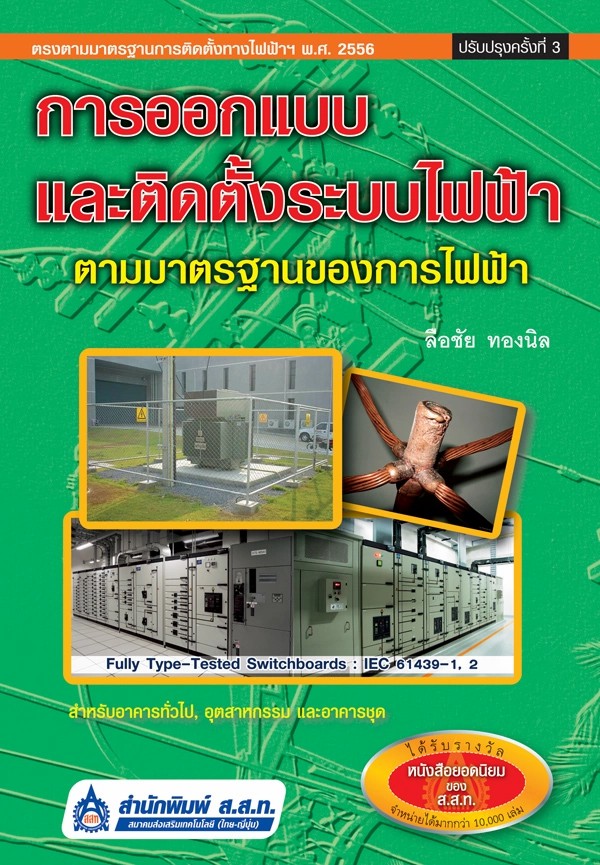 ตรงตามมาตรฐานการติดตั้งทางไฟฟ้าฯ พ.ศ. 2556
ปรับปรุงครั้งที่ 3
การออกแบบ
และติดตั้งระบบไฟฟ้า
ตามมาตรฐานของการไฟฟ้า
ลือชัย ทองนิล
Fully Type-Tested Switchboards : IEC 61439-1, 2
สำหรับอาคารทั่วไป, อุตสาหกรรม และอาคารชุด
ได้รับรางวัล
หนังสือยอดนิยม
ของ
ส.ส.ท.
จำหน่ายได้มากกว่า 10,000 เล่ม
สสท
สำนักพิมพ์ ส.ส.ท.
สมาคมส่งเสริมเทคโนโลยี (ไทย-ญี่ปุ่น)